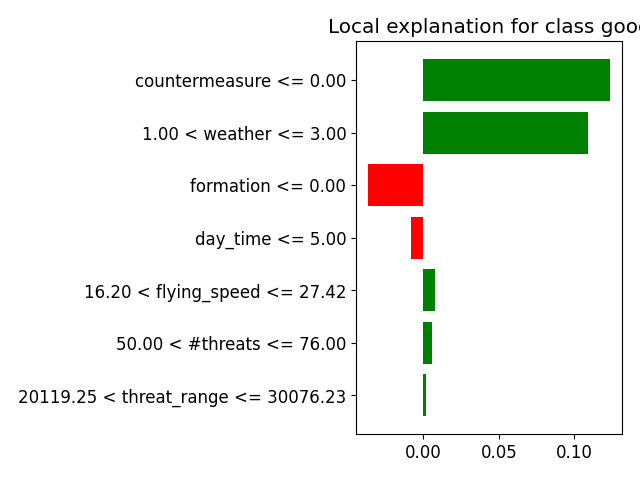 Local explanation for class good
countermeasure <= 0.00
1.00 < weather <= 3.00
formation <= 0.00
day_time <= 5.00
16.20 < flying_speed <= 27.42
50.00 < #threats <= 76.00
20119.25 < threat_range <= 30076.23
0.00 0.05 0.10